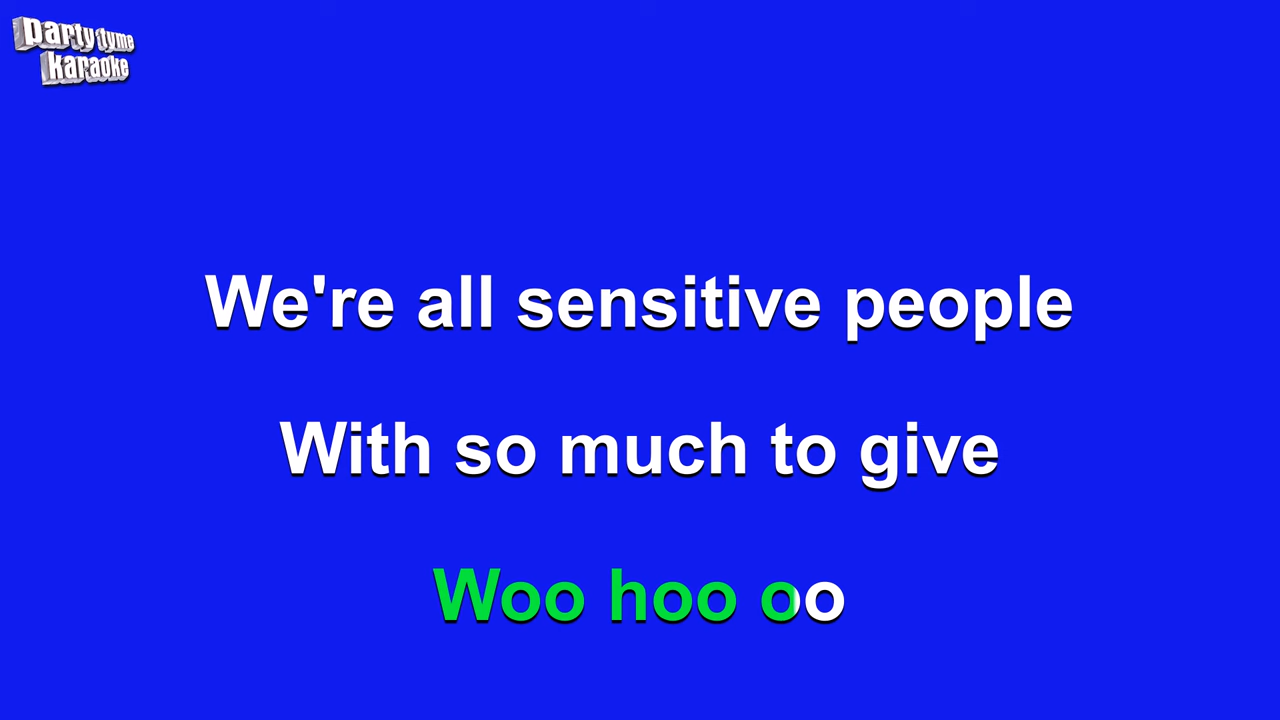 party tyme
karaoke
We're all sensitive people
With so much to give
Woo hoo oo